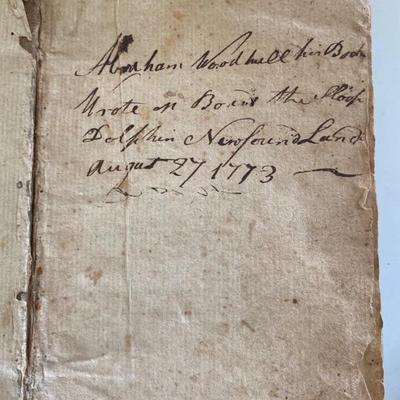 Abraham Woodhull his Book
Wrote on Board the Sloop
Dolphin Newfound Land
August 27 1773